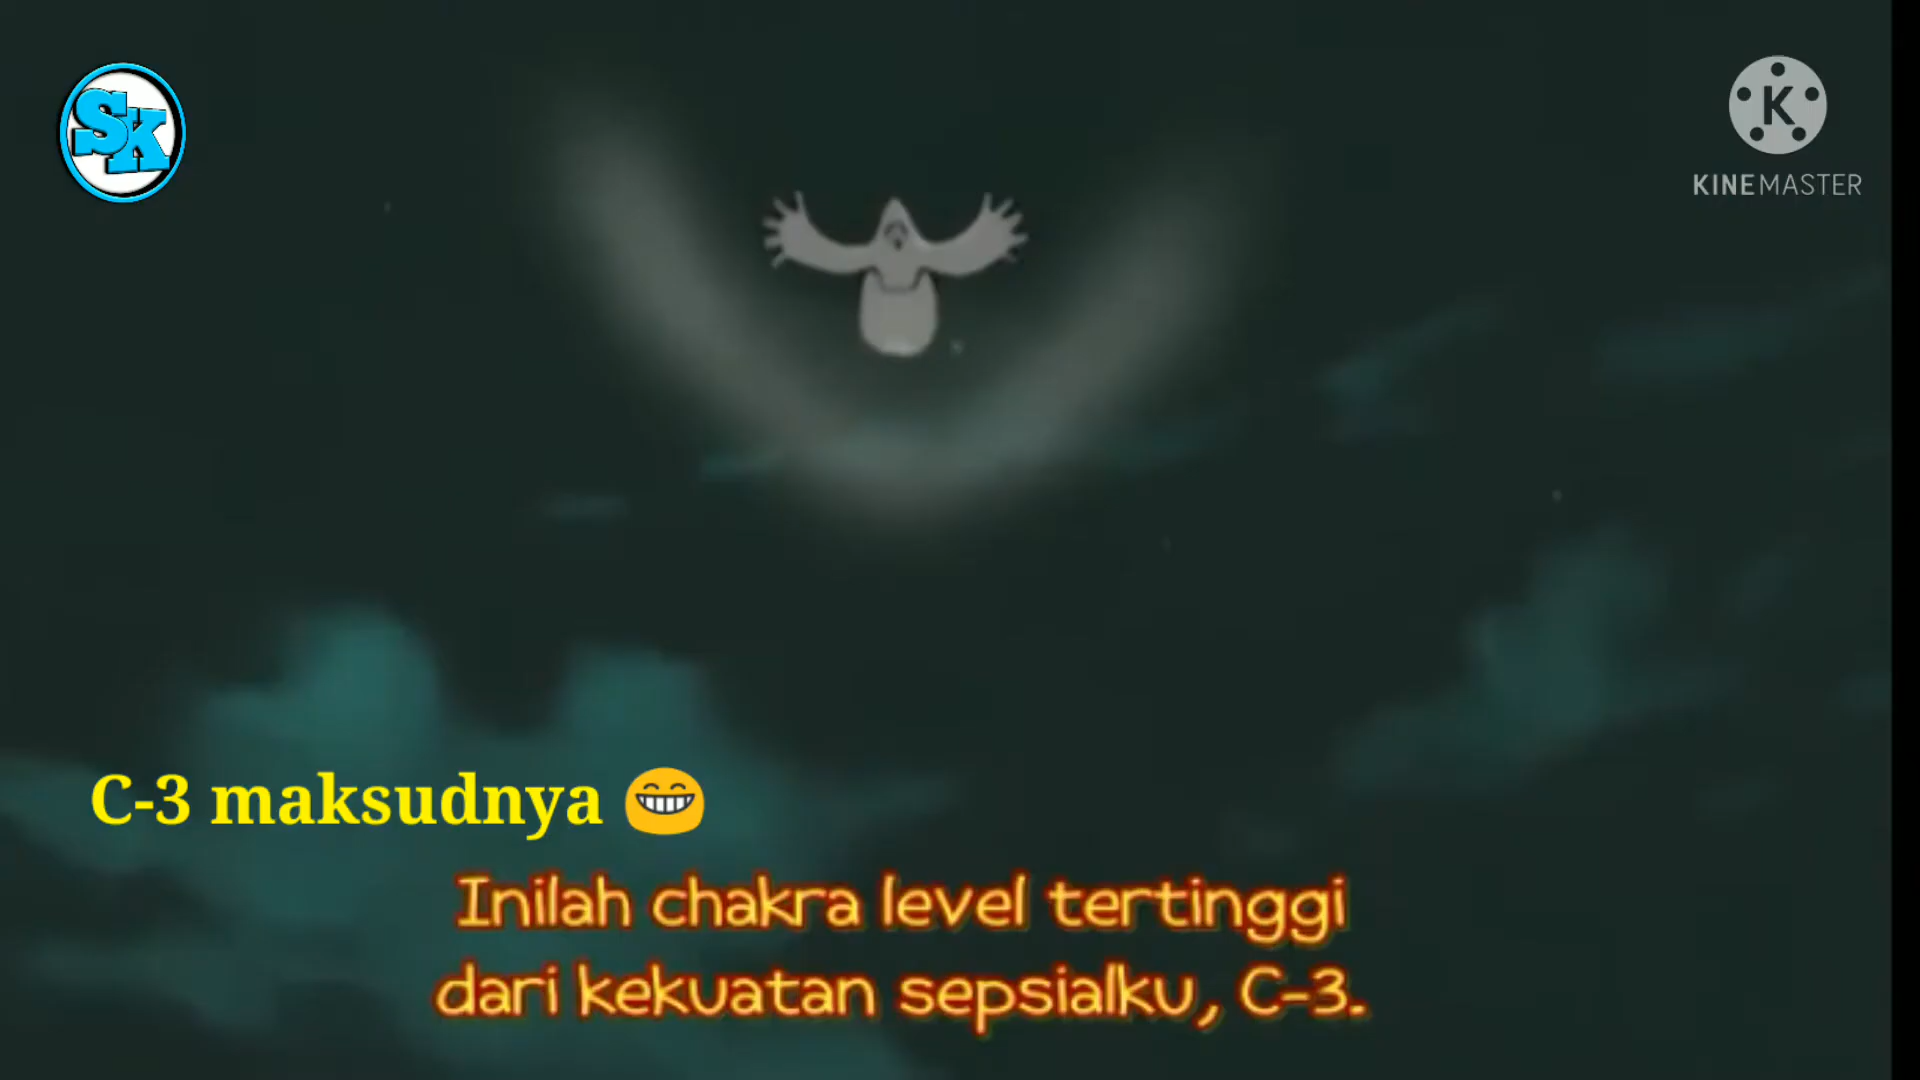 SK
K
KINEMASTER
C-3 maksudnya 😁
Inilah chakra level tertinggi
dari kekuatan sepsialku, C-3.